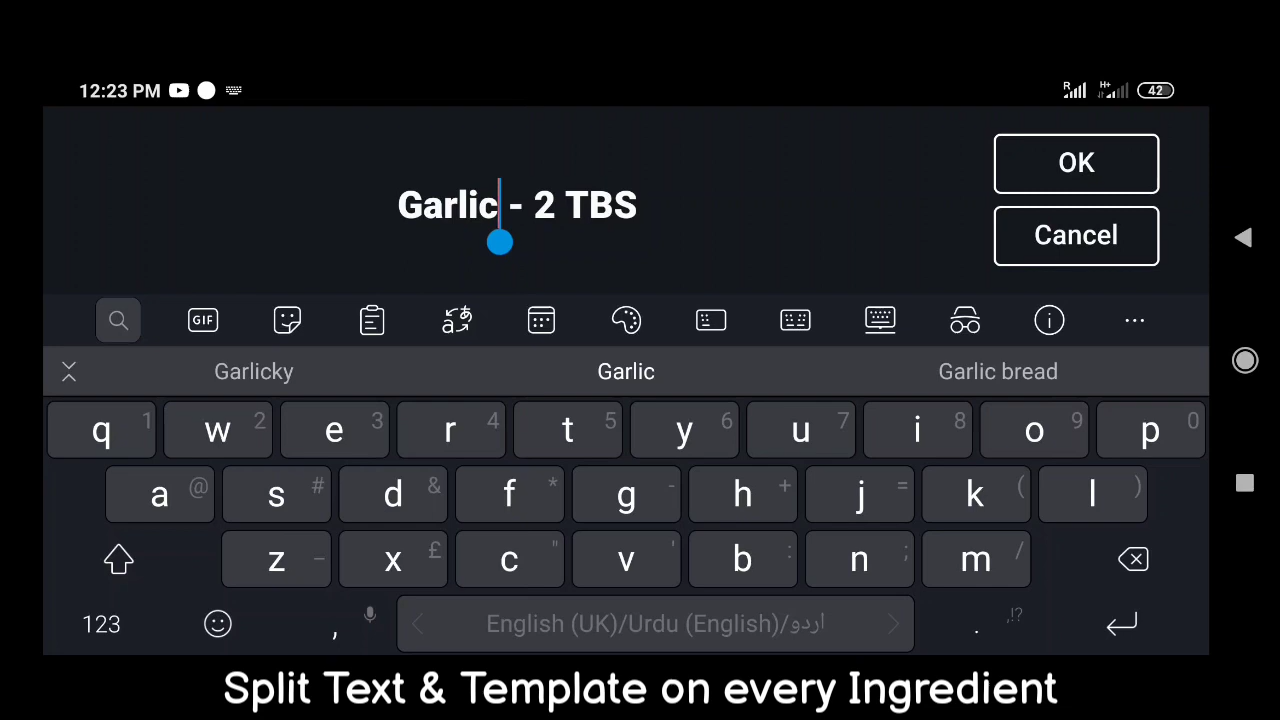 12:23 PM
R H+ 42
OK
Garlic - 2 TBS
Cancel
GIF
Garlicky Garlic Garlic bread
q 1 w 2 e 3 r 4 t 5 y 6 u 7 i 8 o 9 p 0
a @ s # d & f * g - h + j = k ( l )
z _ x £ c " v ' b : n ; m /
123 , English (UK)/Urdu (English)/اردو . ,!?
Split Text & Template on every Ingredient